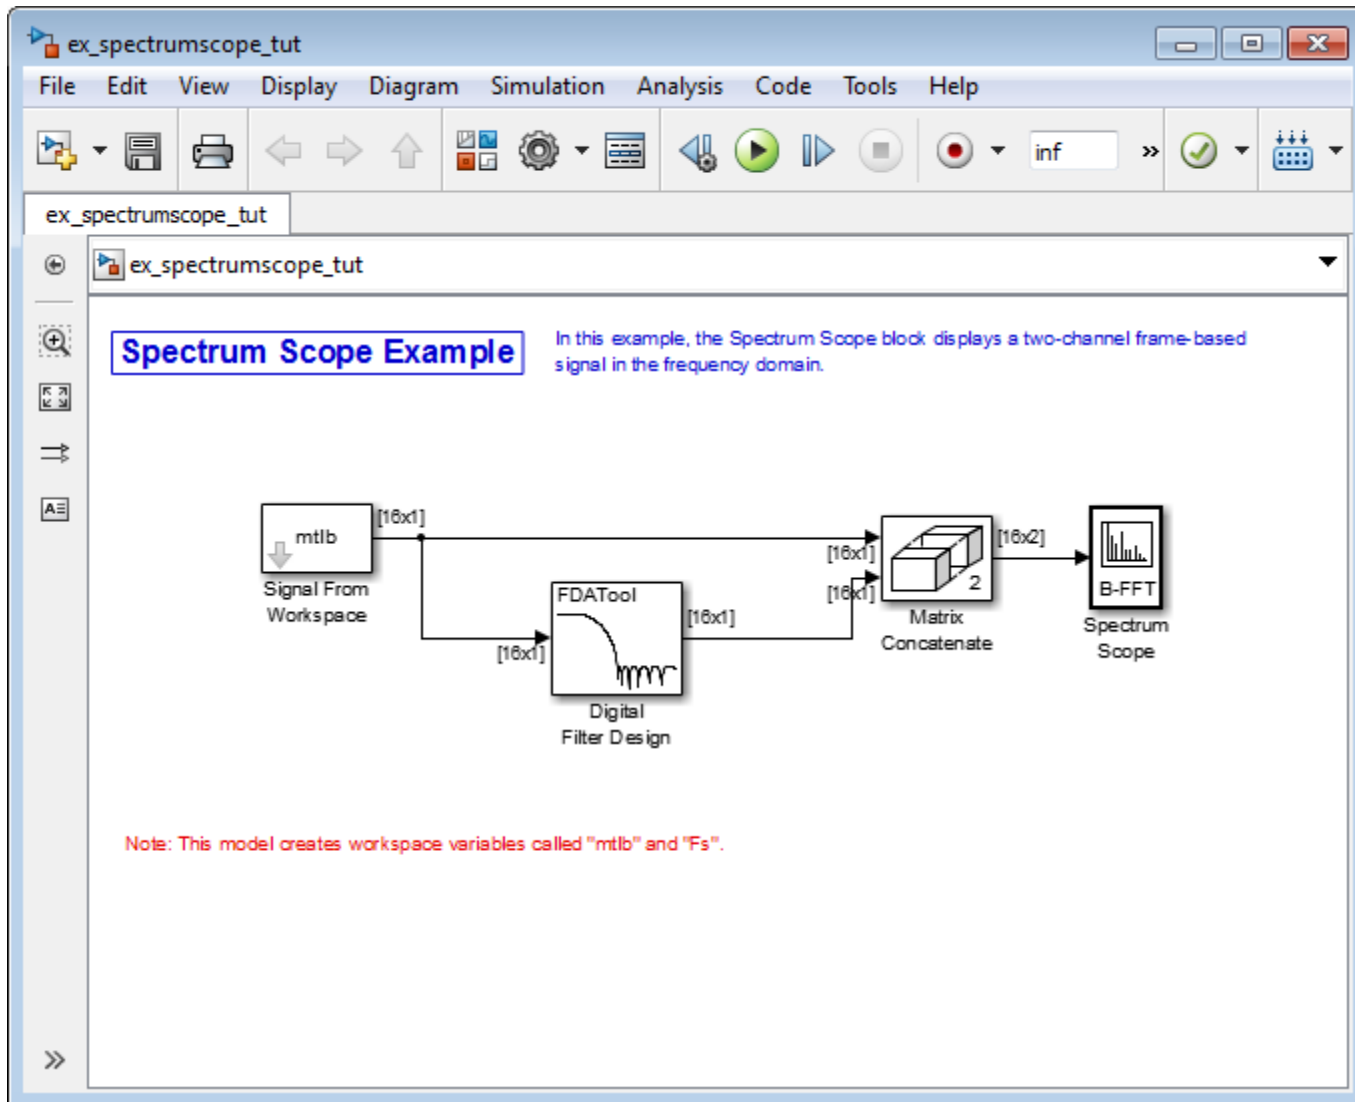 ex_spectrumscope_tut
File Edit View Display Diagram Simulation Analysis Code Tools Help
inf
ex_spectrumscope_tut
ex_spectrumscope_tut
Spectrum Scope Example
In this example, the Spectrum Scope block displays a two-channel frame-based
signal in the frequency domain.
mtlb
[16x1]
Signal From
Workspace
[16x1]
FDATool
[16x1]
Digital
Filter Design
[16x1]
[16x1]
2
Matrix
Concatenate
[16x2]
B-FFT
Spectrum
Scope
Note: This model creates workspace variables called "mtlb" and "Fs".